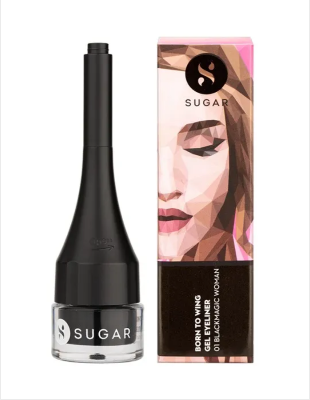 SUGAR
SUGAR
BORN TO WING
GEL EYELINER
01 BLACKMAGIC WOMAN